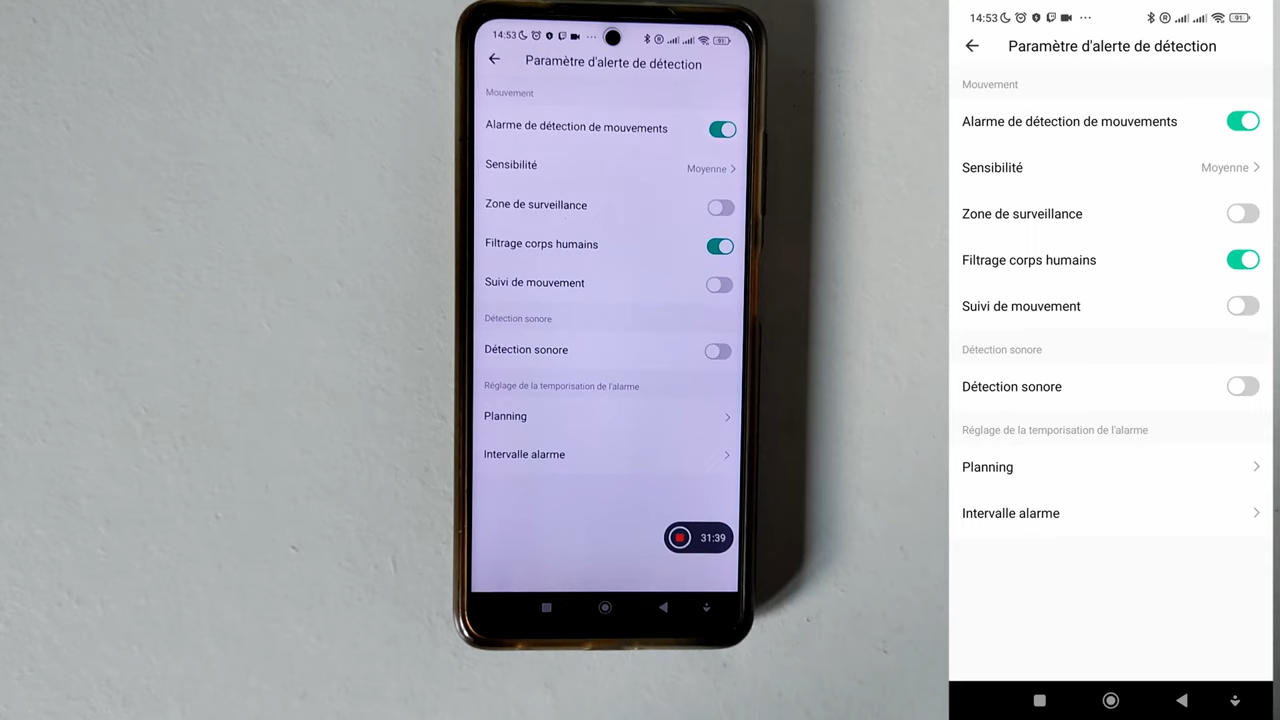 14:53
91
Paramètre d'alerte de détection
Mouvement
Alarme de détection de mouvements
Sensibilité
Moyenne
Zone de surveillance
Filtrage corps humains
Suivi de mouvement
Détection sonore
Détection sonore
Réglage de la temporisation de l'alarme
Planning
Intervalle alarme
31:39
14:53
91
Paramètre d'alerte de détection
Mouvement
Alarme de détection de mouvements
Sensibilité
Moyenne
Zone de surveillance
Filtrage corps humains
Suivi de mouvement
Détection sonore
Détection sonore
Réglage de la temporisation de l'alarme
Planning
Intervalle alarme